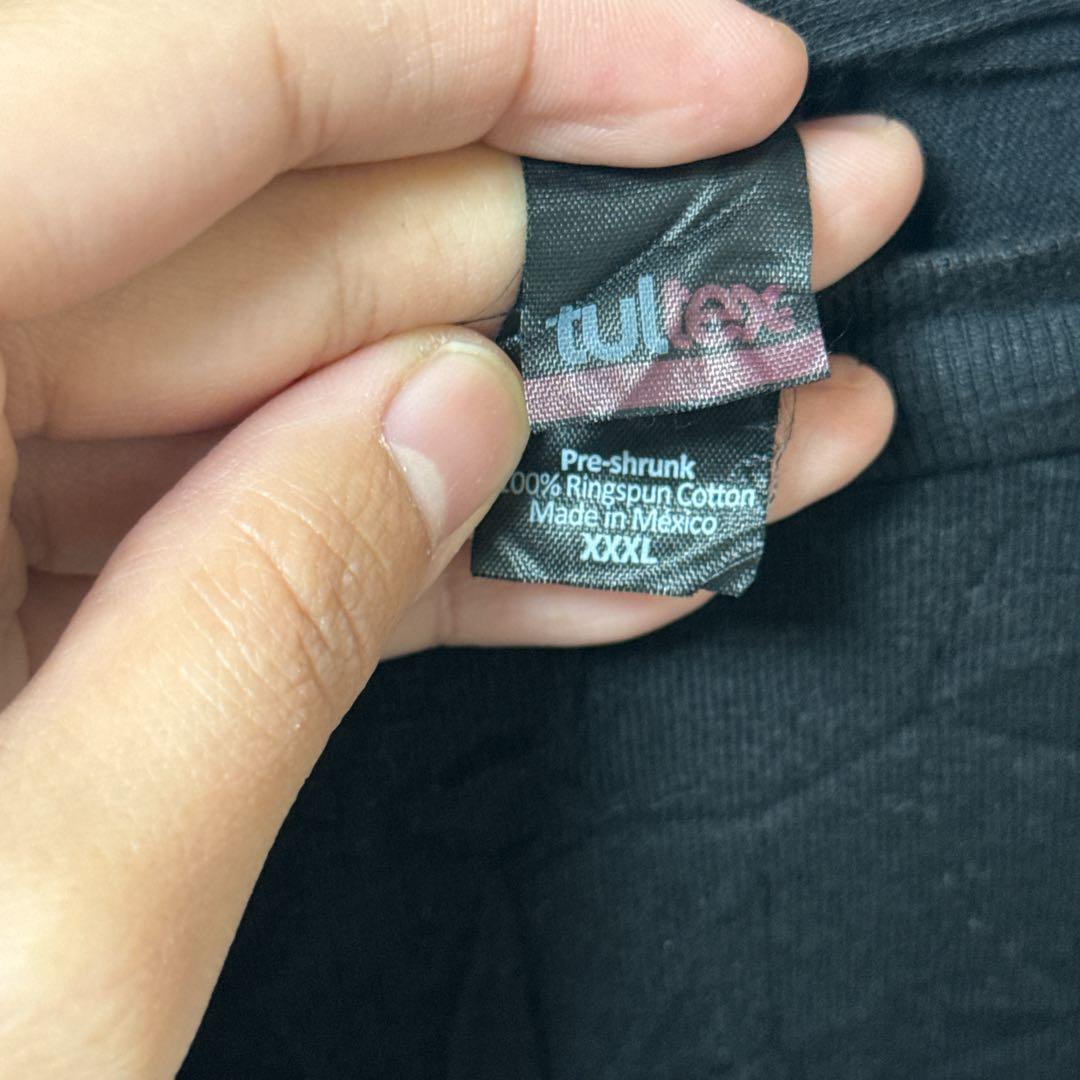 tultex
Pre-shrunk
100% Ringspun Cotton
Made in México
XXXL